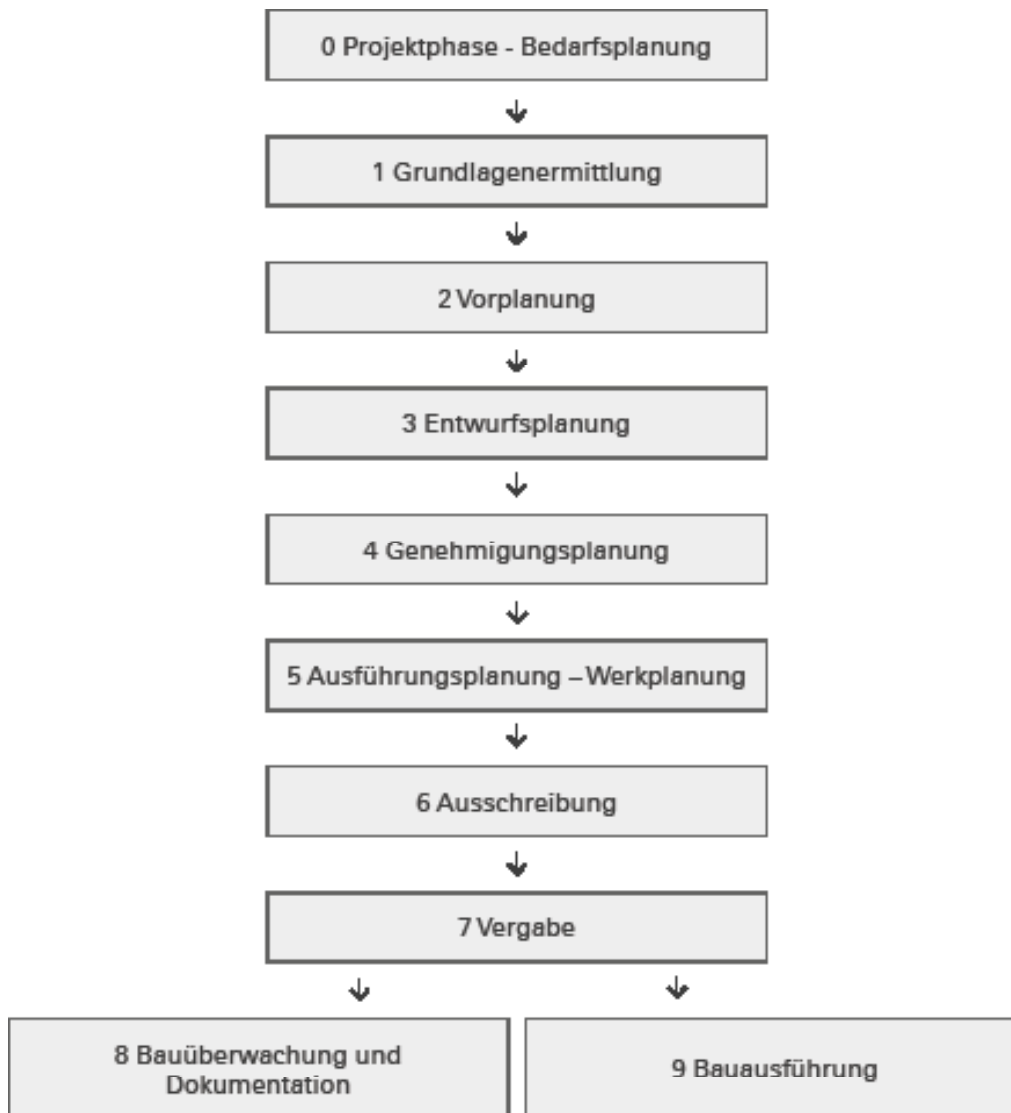 0 Projektphase - Bedarfsplanung
1 Grundlagenermittlung
2 Vorplanung
3 Entwurfsplanung
4 Genehmigungsplanung
5 Ausführungsplanung – Werkplanung
6 Ausschreibung
7 Vergabe
8 Bauüberwachung und
Dokumentation
9 Bauausführung